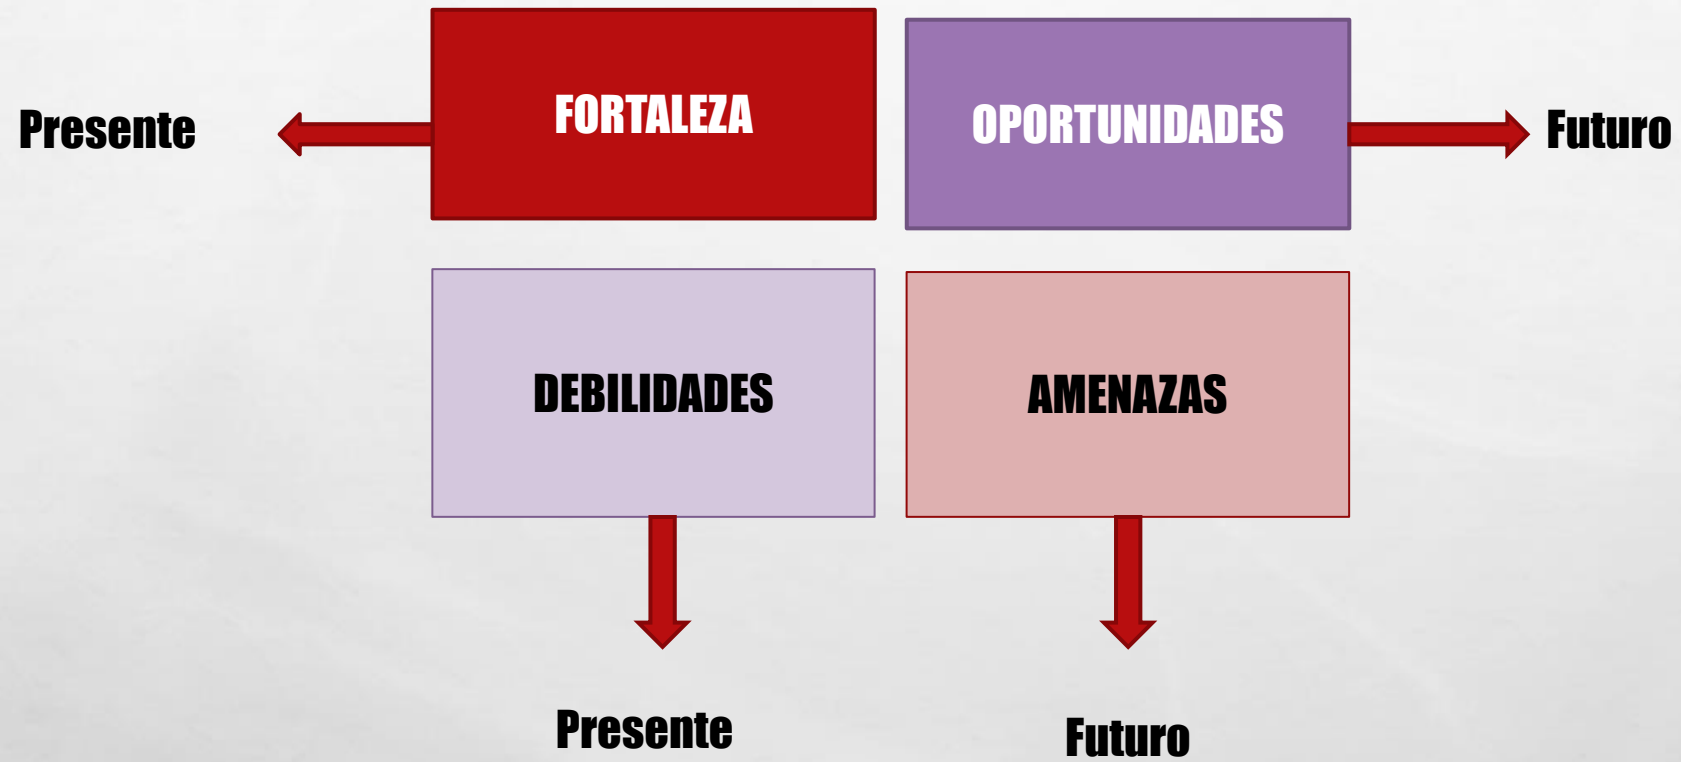 FORTALEZA
OPORTUNIDADES
Presente
Futuro
DEBILIDADES
AMENAZAS
Presente
Futuro